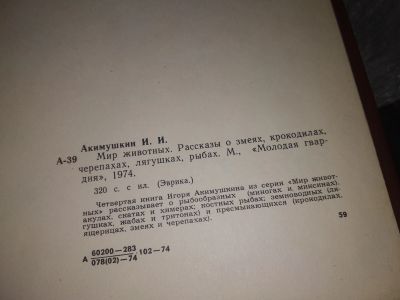 Акимушкин И. И.
А-39 Мир животных. Рассказы о змеях, крокодилах,
черепахах, лягушках, рыбах. М., «Молодая гвар-
дия», 1974.
320 с. с ил. (Эврика.)
Четвертая книга Игоря Акимушкина из серии «Мир живот-
ных» рассказывает о рыбообразных (миногах и миксинах),
акулах, скатах и химерах; костных рыбах; земноводных (ля-
гушках, жабах и тритонах) и пресмыкающихся (крокодилах,
ящерицах, змеях и черепахах).
59
А 60200—283
078(02)—74 102—74